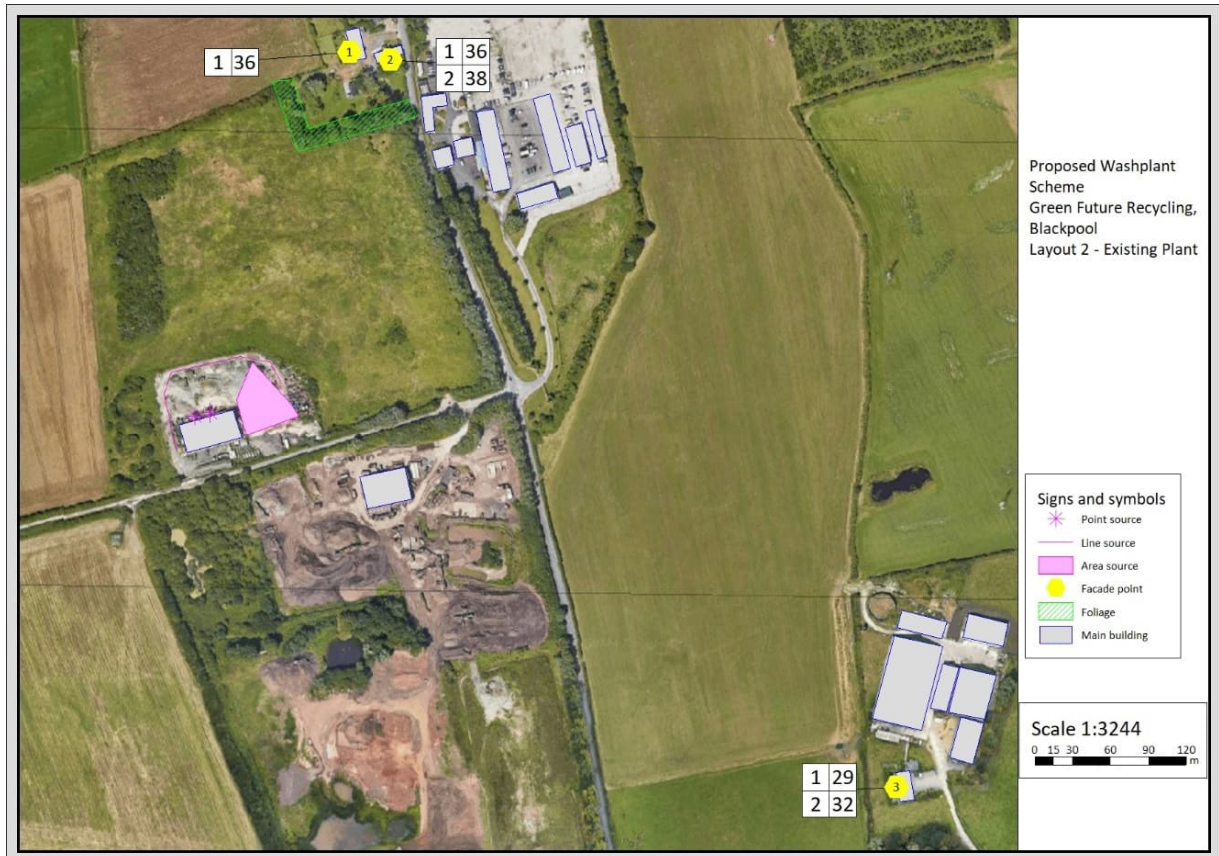 1 36
1
2
1 36
2 38
Proposed Washplant
Scheme
Green Future Recycling,
Blackpool
Layout 2 - Existing Plant
Signs and symbols
Point source
Line source
Area source
Facade point
Foliage
Main building
Scale 1:3244
0 15 30 60 90 120
m
1 29
2 32
3